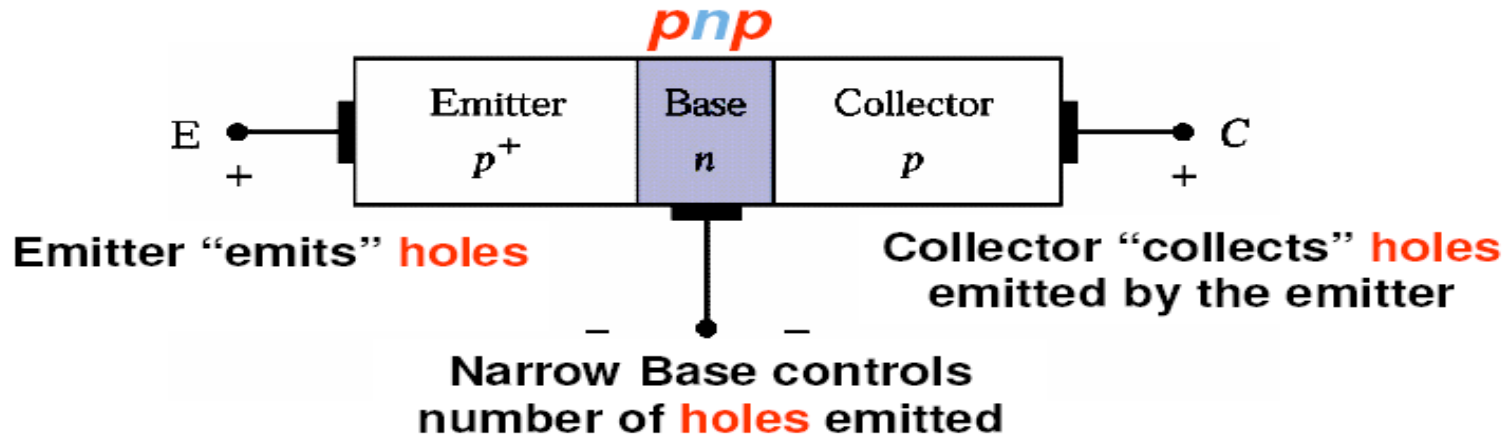 pnp
Emitter Base Collector
E p⁺ n p C
+ +
Emitter “emits” holes
Collector “collects” holes
emitted by the emitter
– –
Narrow Base controls
number of holes emitted